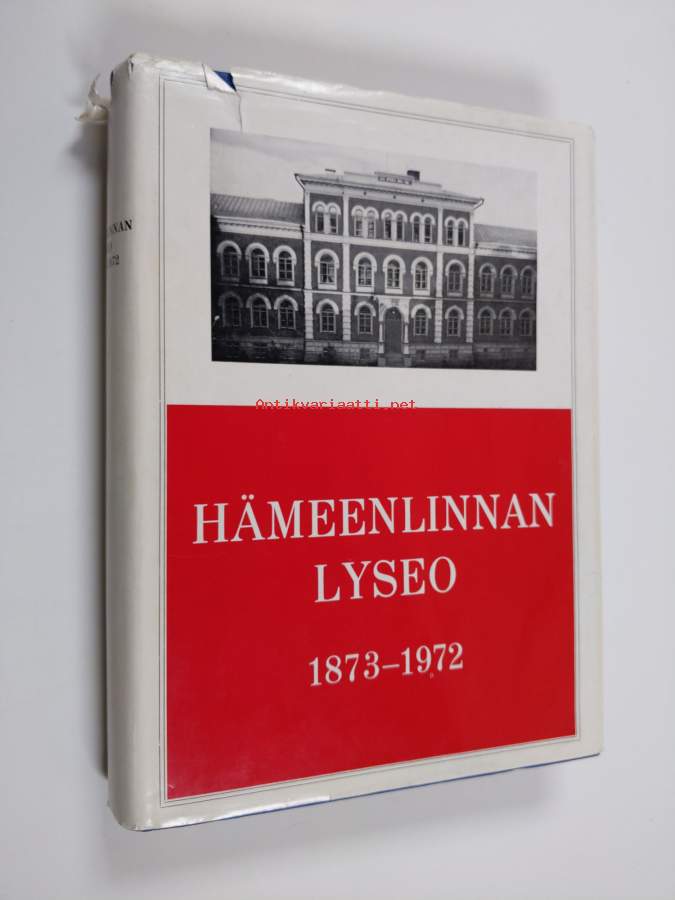 Antikvariaatti.net
HÄMEENLINNAN
LYSEO
1873–1972